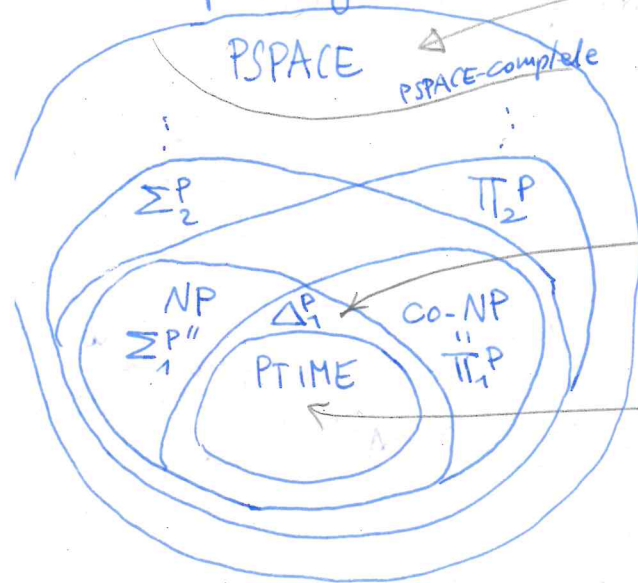 PSPACE
PSPACE-complete
Σ₂ᴾ
Π₂ᴾ
NP
Δ₁ᴾ
co-NP
Σ₁ᴾ "
"
PTIME
Π₁ᴾ